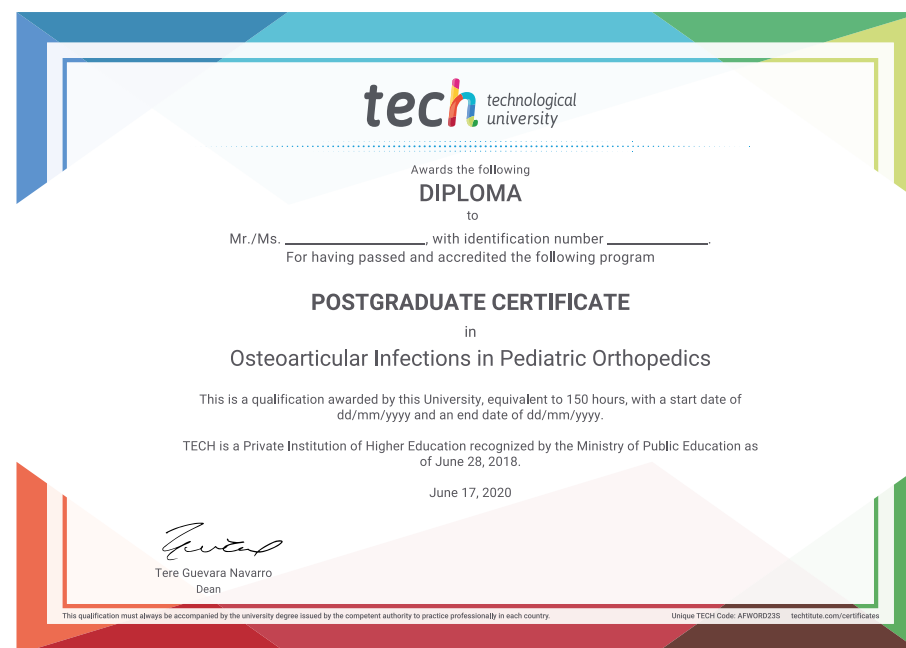 tech technological
university
Awards the following
DIPLOMA
to
Mr./Ms. ________________, with identification number ____________.
For having passed and accredited the following program
POSTGRADUATE CERTIFICATE
in
Osteoarticular Infections in Pediatric Orthopedics
This is a qualification awarded by this University, equivalent to 150 hours, with a start date of
dd/mm/yyyy and an end date of dd/mm/yyyy.
TECH is a Private Institution of Higher Education recognized by the Ministry of Public Education as
of June 28, 2018.
June 17, 2020
Tere Guevara Navarro
Dean
This qualification must always be accompanied by the university degree issued by the competent authority to practice professionally in each country. Unique TECH Code: AFWORD23S techtitute.com/certificates